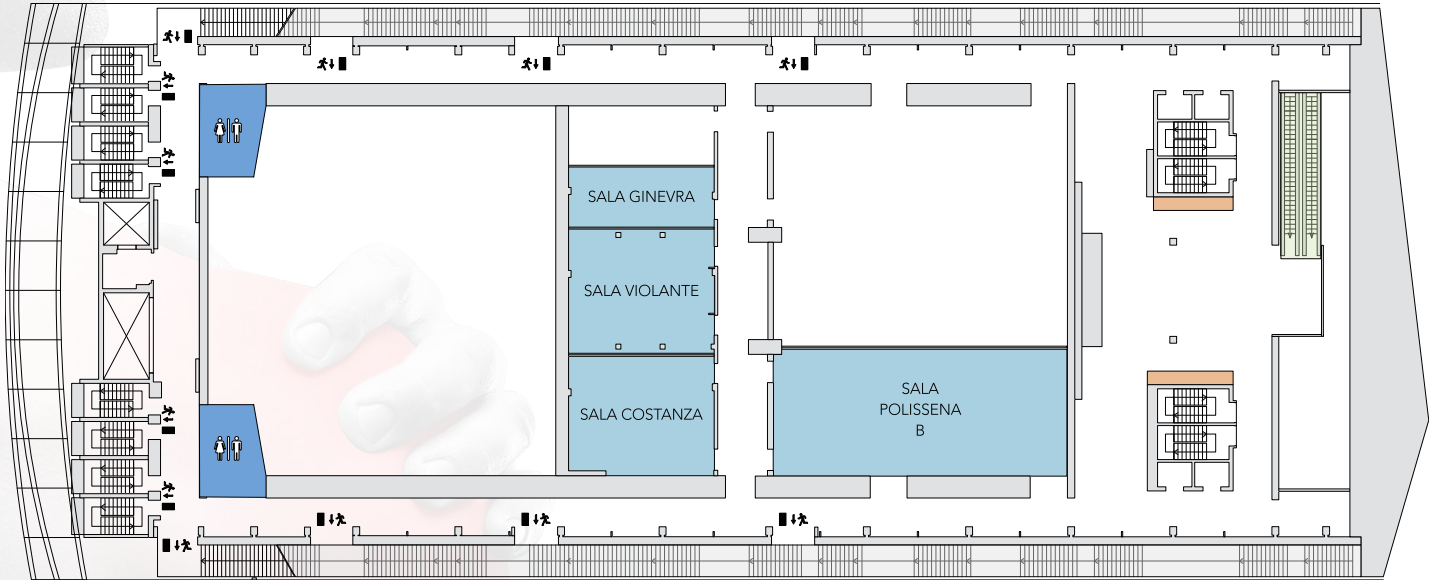 SALA GINEVRA
SALA VIOLANTE
SALA COSTANZA
SALA
POLISSENA
B